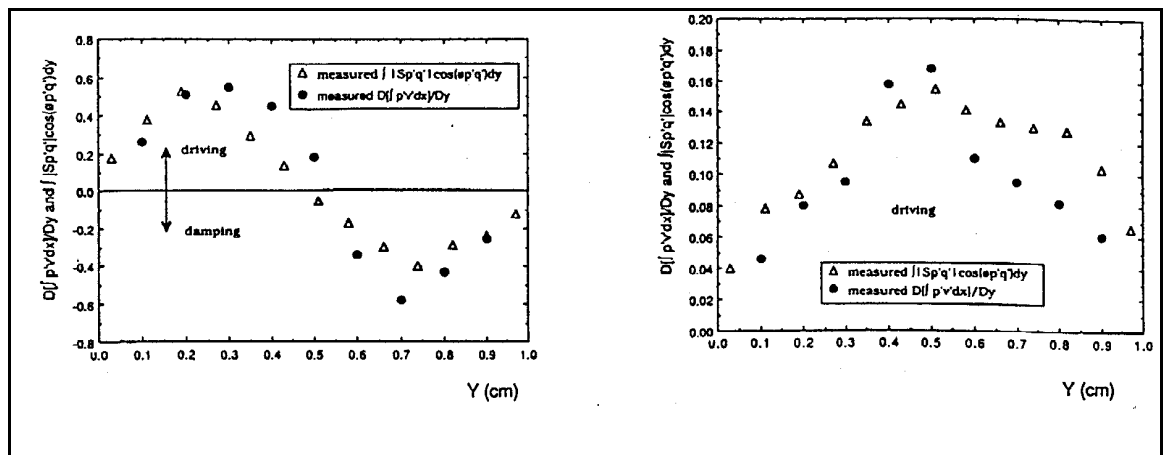 D[∫ p'v'dx]/Dy and ∫ |Sp'q'|cos(øp'q')dy
0.8
0.6
0.4
0.2
0.0
-0.2
-0.4
-0.6
-0.8
△ measured ∫ |Sp'q'|cos(øp'q')dy
● measured D[∫ p'v'dx]/Dy
driving
damping
0.0 0.1 0.2 0.3 0.4 0.5 0.6 0.7 0.8 0.9 1.0
Y (cm)
D[∫ p'v'dx]/Dy and ∫|Sp'q'|cos(øp'q')dy
0.20
0.18
0.16
0.14
0.12
0.10
0.08
0.06
0.04
0.02
0.00
driving
△ measured ∫|Sp'q'|cos(øp'q')dy
● measured D[∫ p'v'dx]/Dy
0.0 0.1 0.2 0.3 0.4 0.5 0.6 0.7 0.8 0.9 1.0
Y (cm)